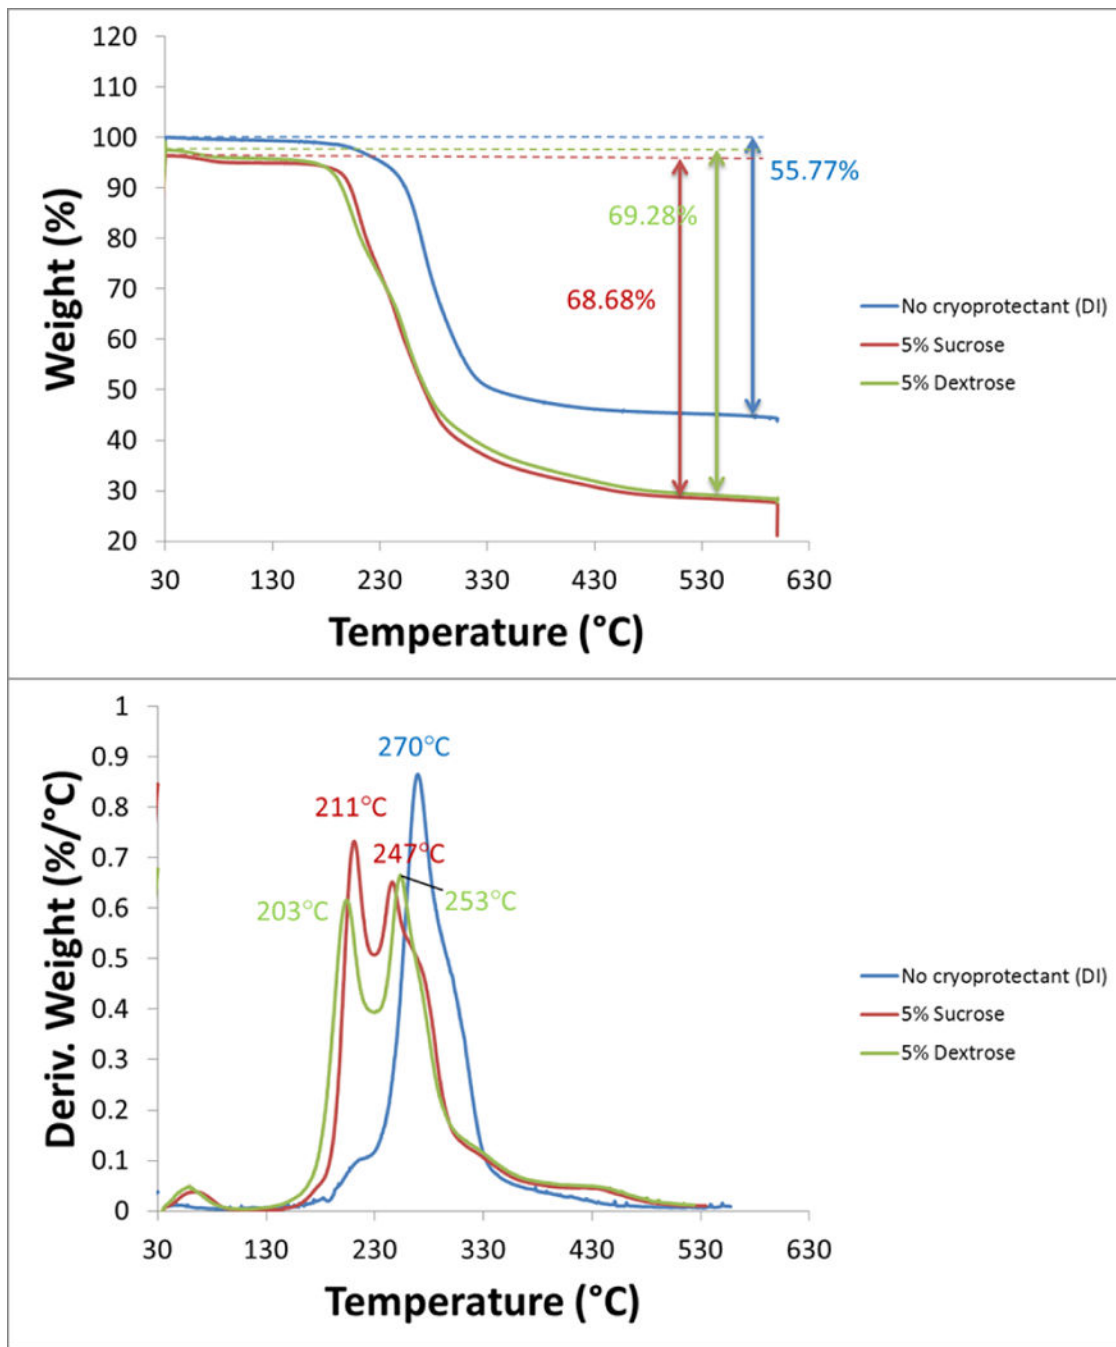 120
110
100
90
80
70
60
50
40
30
20
Weight (%)
55.77%
69.28%
68.68%
No cryoprotectant (DI)
5% Sucrose
5% Dextrose
30 130 230 330 430 530 630
Temperature (°C)
1
0.9
0.8
0.7
0.6
0.5
0.4
0.3
0.2
0.1
0
Deriv. Weight (%/°C)
270°C
211°C
247°C
203°C
253°C
No cryoprotectant (DI)
5% Sucrose
5% Dextrose
30 130 230 330 430 530 630
Temperature (°C)